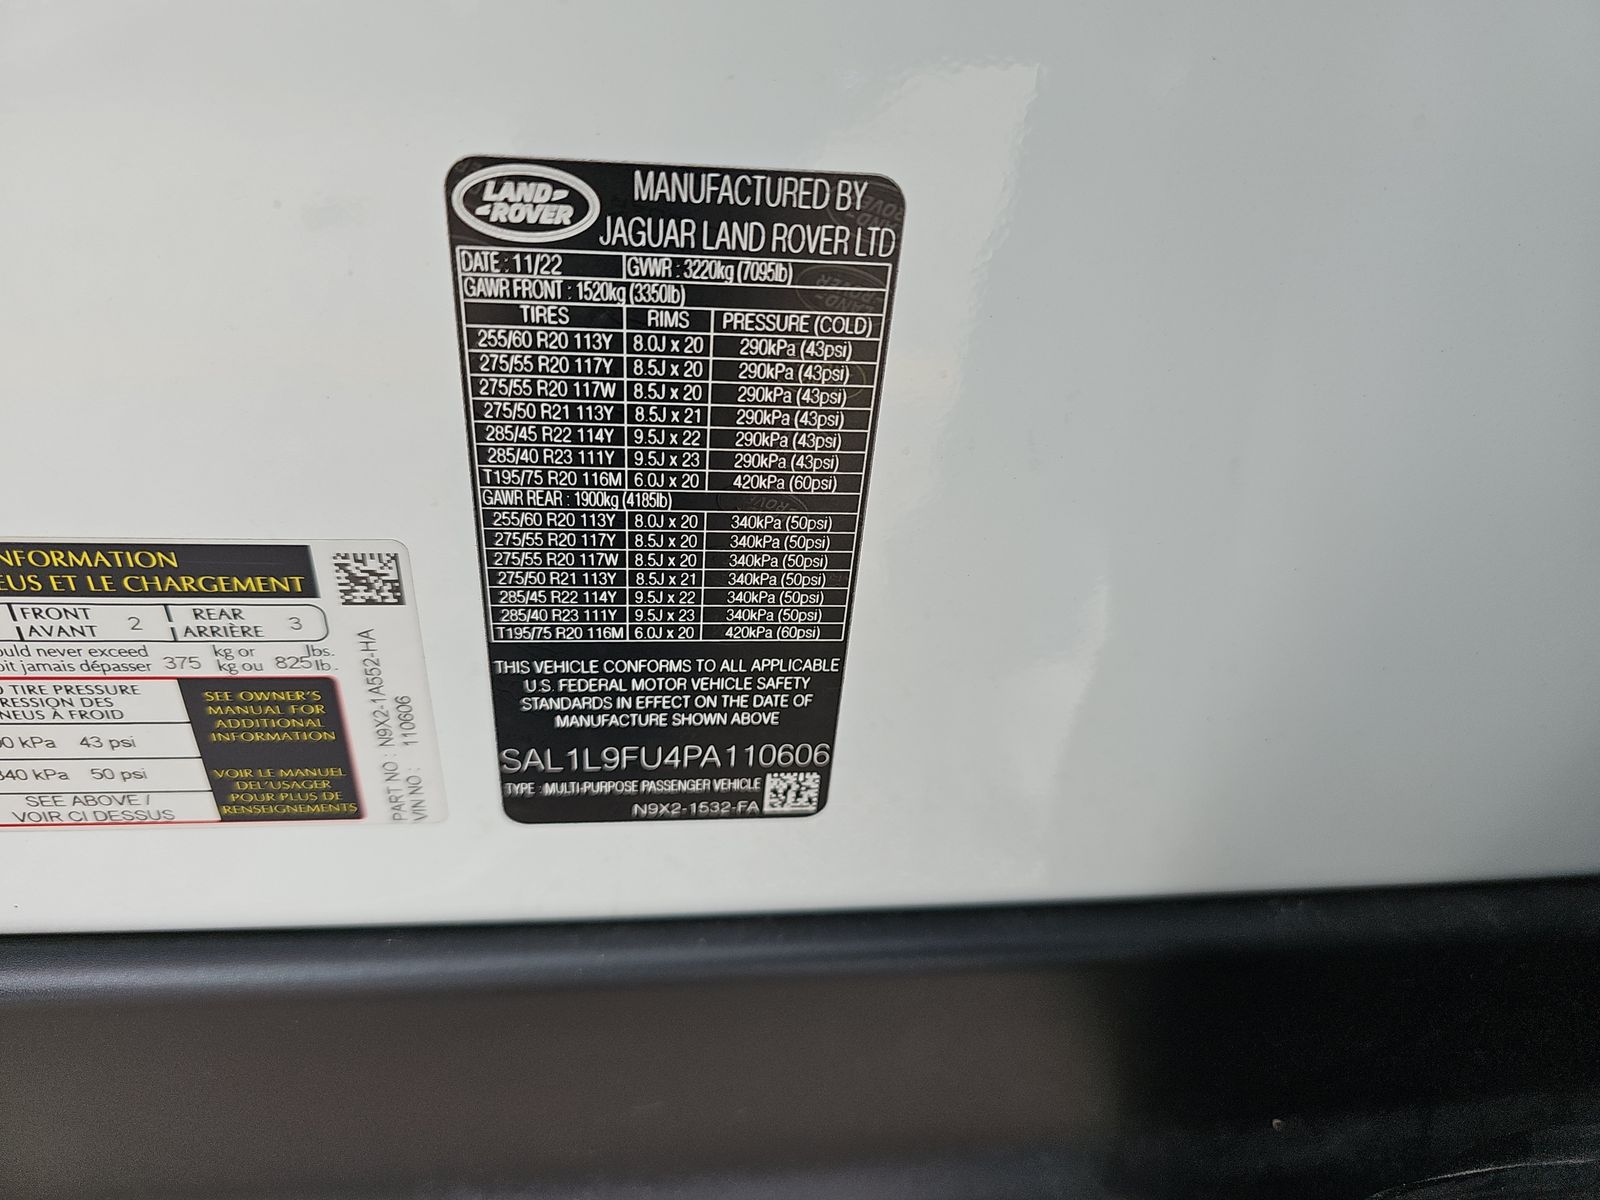 LAND
ROVER
MANUFACTURED BY
JAGUAR LAND ROVER LTD
DATE : 11/22 GVWR : 3220kg (7095lb)
GAWR FRONT : 1520kg (3350lb)
TIRES RIMS PRESSURE (COLD)
255/60 R20 113Y 8.0J x 20 290kPa (43psi)
275/55 R20 117Y 8.5J x 20 290kPa (43psi)
275/55 R20 117W 8.5J x 20 290kPa (43psi)
275/50 R21 113Y 8.5J x 21 290kPa (43psi)
285/45 R22 114Y 9.5J x 22 290kPa (43psi)
285/40 R23 111Y 9.5J x 23 290kPa (43psi)
T195/75 R20 116M 6.0J x 20 420kPa (60psi)
GAWR REAR : 1900kg (4185lb)
255/60 R20 113Y 8.0J x 20 340kPa (50psi)
275/55 R20 117Y 8.5J x 20 340kPa (50psi)
275/55 R20 117W 8.5J x 20 340kPa (50psi)
275/50 R21 113Y 8.5J x 21 340kPa (50psi)
285/45 R22 114Y 9.5J x 22 340kPa (50psi)
285/40 R23 111Y 9.5J x 23 340kPa (50psi)
T195/75 R20 116M 6.0J x 20 420kPa (60psi)
THIS VEHICLE CONFORMS TO ALL APPLICABLE
U.S. FEDERAL MOTOR VEHICLE SAFETY
STANDARDS IN EFFECT ON THE DATE OF
MANUFACTURE SHOWN ABOVE
SAL1L9FU4PA110606
TYPE : MULTI-PURPOSE PASSENGER VEHICLE
N9X2-1532-FA
NFORMATION
EUS ET LE CHARGEMENT
FRONT 2 REAR 3
AVANT ARRIÈRE
ould never exceed kg or lbs.
oit jamais dépasser 375 kg ou 825 lb.
TIRE PRESSURE
RESSION DES
NEUS À FROID
0 kPa 43 psi
340 kPa 50 psi
SEE ABOVE /
VOIR CI DESSUS
SEE OWNER'S
MANUAL FOR
ADDITIONAL
INFORMATION
VOIR LE MANUEL
DEL'USAGER
POUR PLUS DE
RENSEIGNEMENTS
PART NO : N9X2-1A552-HA
VIN NO : 110606